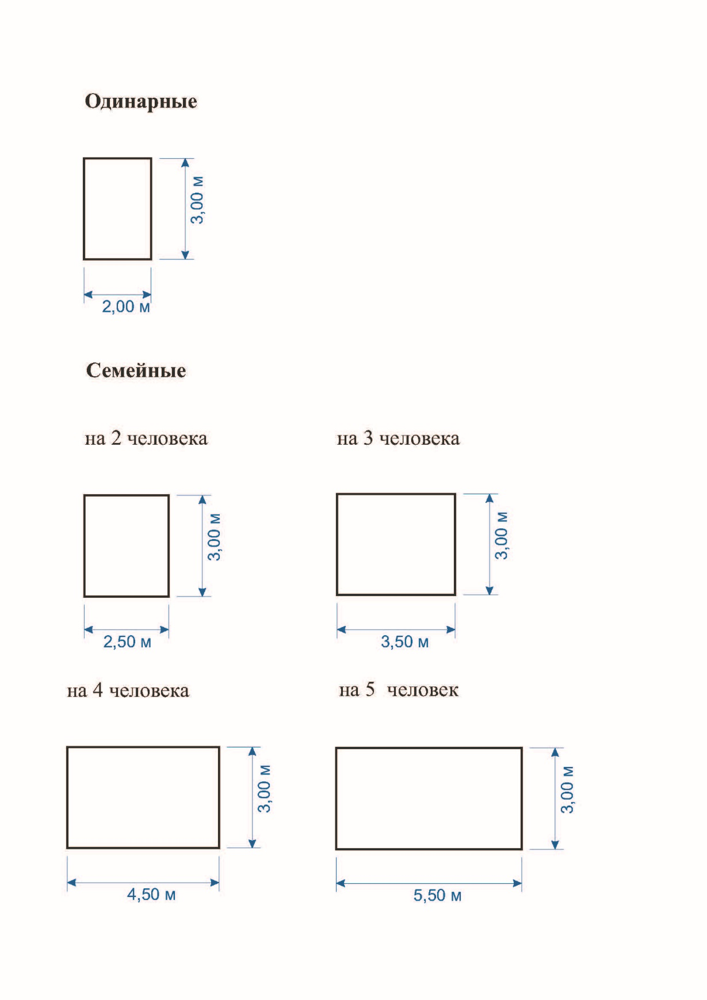 Одинарные
3,00 м
2,00 м
Семейные
на 2 человека
на 3 человека
3,00 м
3,00 м
2,50 м
3,50 м
на 4 человека
на 5 человек
3,00 м
3,00 м
4,50 м
5,50 м